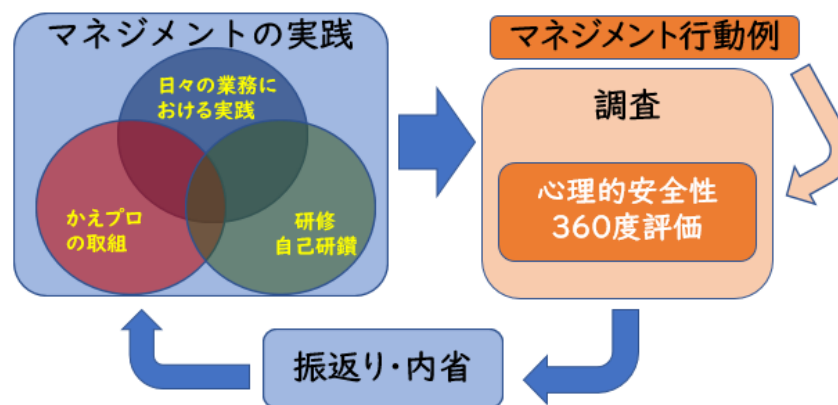 マネジメントの実践
日々の業務に
おける実践
かえプロ
の取組
研修
自己研鑽
マネジメント行動例
調査
心理的安全性
360度評価
振返り・内省